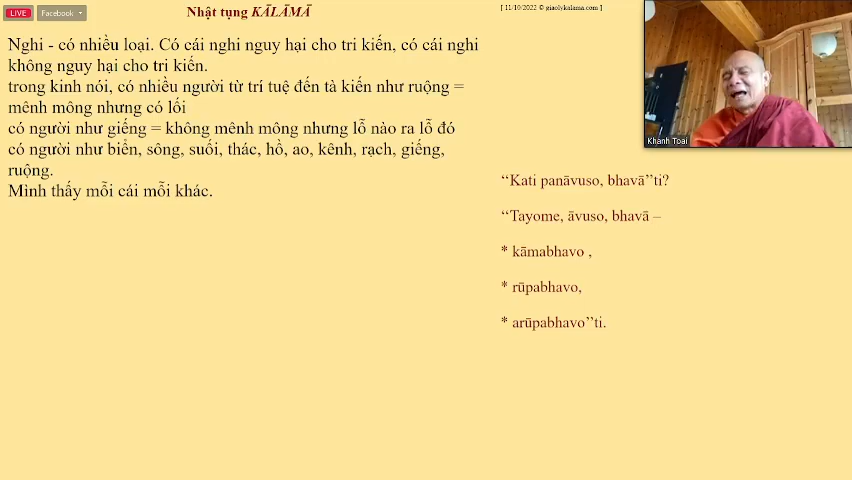 LIVE
Facebook
Nhật tụng KĀLĀMĀ
[ 11/10/2022 © giaolykalama.com ]
Nghi - có nhiều loại. Có cái nghi nguy hại cho tri kiến, có cái nghi
không nguy hại cho tri kiến.
trong kinh nói, có nhiều người từ trí tuệ đến tà kiến như ruộng =
mênh mông nhưng có lối
có người như giếng = không mênh mông nhưng lỗ nào ra lỗ đó
có người như biển, sông, suối, thác, hồ, ao, kênh, rạch, giếng,
ruộng.
Mình thấy mỗi cái mỗi khác.
Khanh Toai
“Kati panāvuso, bhavā”ti?
“Tayome, āvuso, bhavā –
* kāmabhavo ,
* rūpabhavo,
* arūpabhavo”ti.